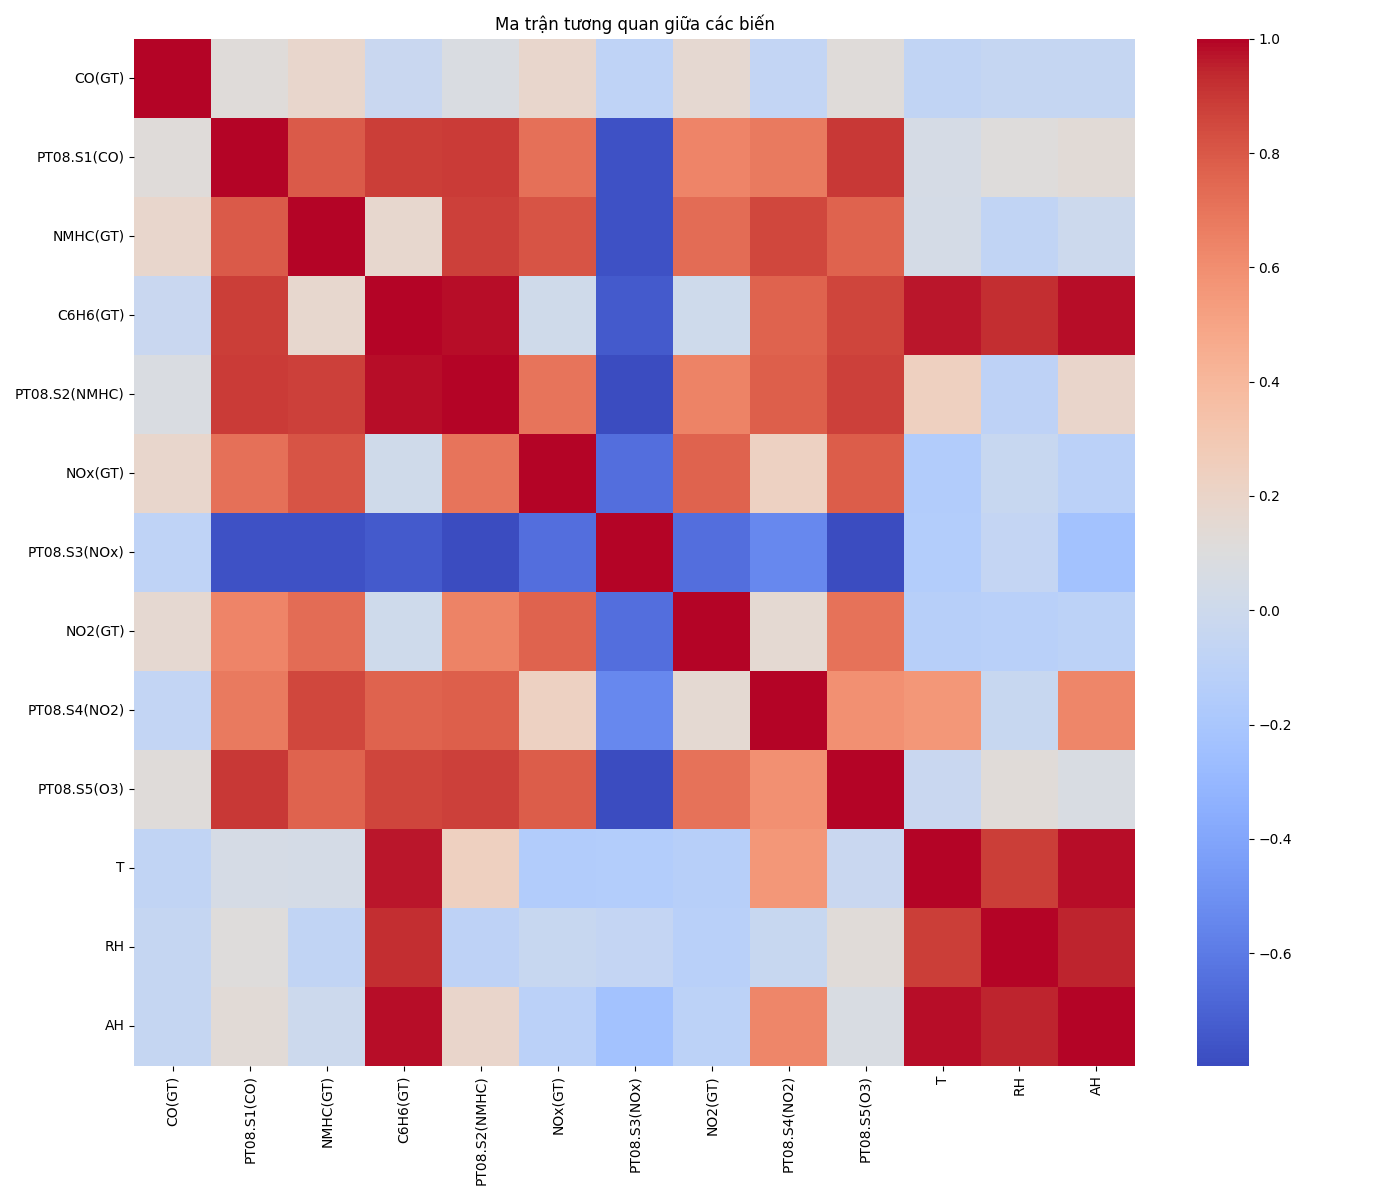 Ma trận tương quan giữa các biến
CO(GT)
PT08.S1(CO)
NMHC(GT)
C6H6(GT)
PT08.S2(NMHC)
NOx(GT)
PT08.S3(NOx)
NO2(GT)
PT08.S4(NO2)
PT08.S5(O3)
T
RH
AH
CO(GT)
PT08.S1(CO)
NMHC(GT)
C6H6(GT)
PT08.S2(NMHC)
NOx(GT)
PT08.S3(NOx)
NO2(GT)
PT08.S4(NO2)
PT08.S5(O3)
T
RH
AH
1.0
0.8
0.6
0.4
0.2
0.0
−0.2
−0.4
−0.6